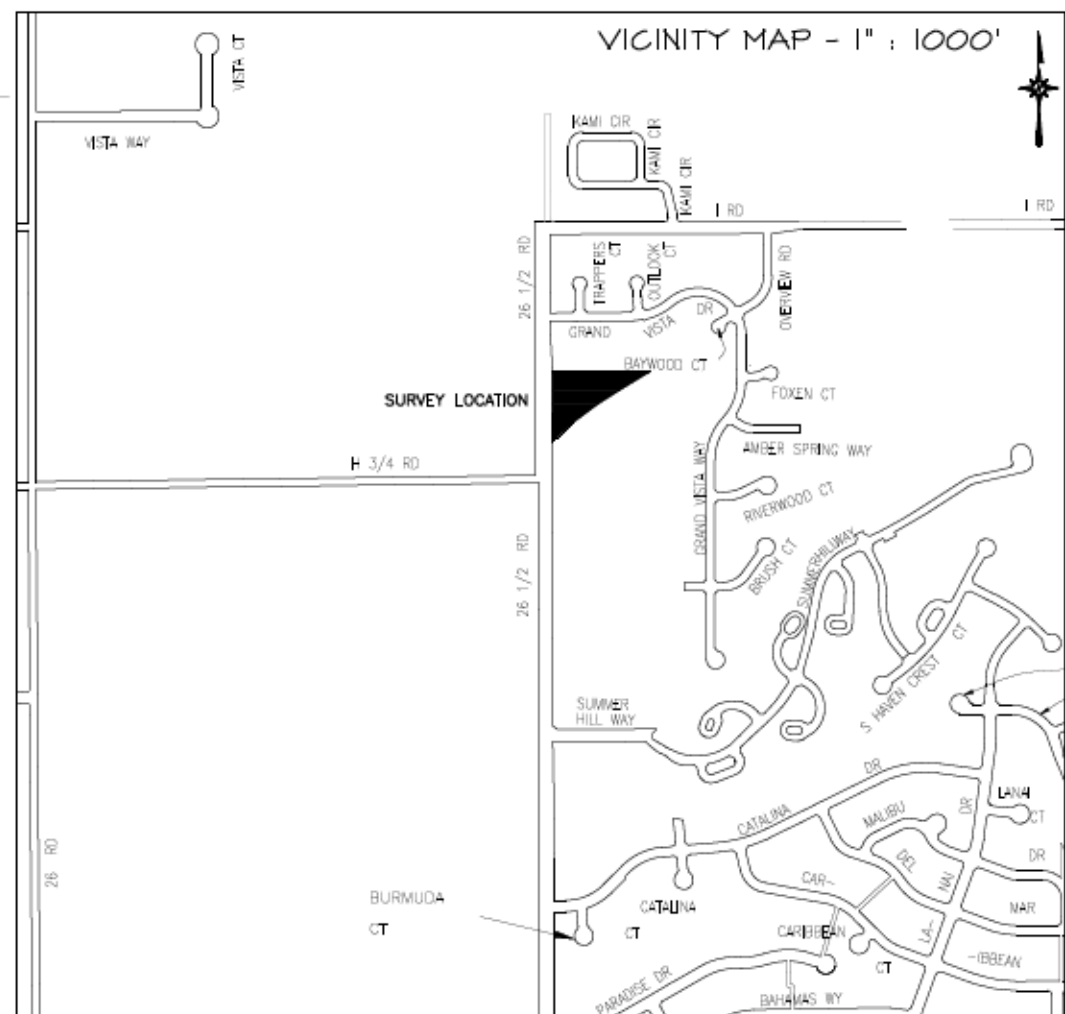 VICINITY MAP - 1" : 1000'
VISTA CT
VISTA WAY
KAMI CIR
KAMI CIR
KAMI CIR
I RD
I RD
26 1/2 RD
TRAPPERS CT
OUTLOOK CT
OVERVIEW RD
GRAND VISTA DR
BAYWOOD CT
SURVEY LOCATION
FOXEN CT
AMBER SPRING WAY
H 3/4 RD
GRAND VISTA WAY
RIVERWOOD CT
26 1/2 RD
BRUSH CT
SUMMERHILLWAY
S HAVEN CREST CT
SUMMER
HILL WAY
26 RD
CATALINA DR
MALIBU
DEL
LANAI
CT
DR
DR
MAR
LA-
NAI
CAR-
-IBBEAN
BURMUDA
CT
CATALINA
CT
CARIBBEAN
CT
PARADISE DR
BAHAMAS WY